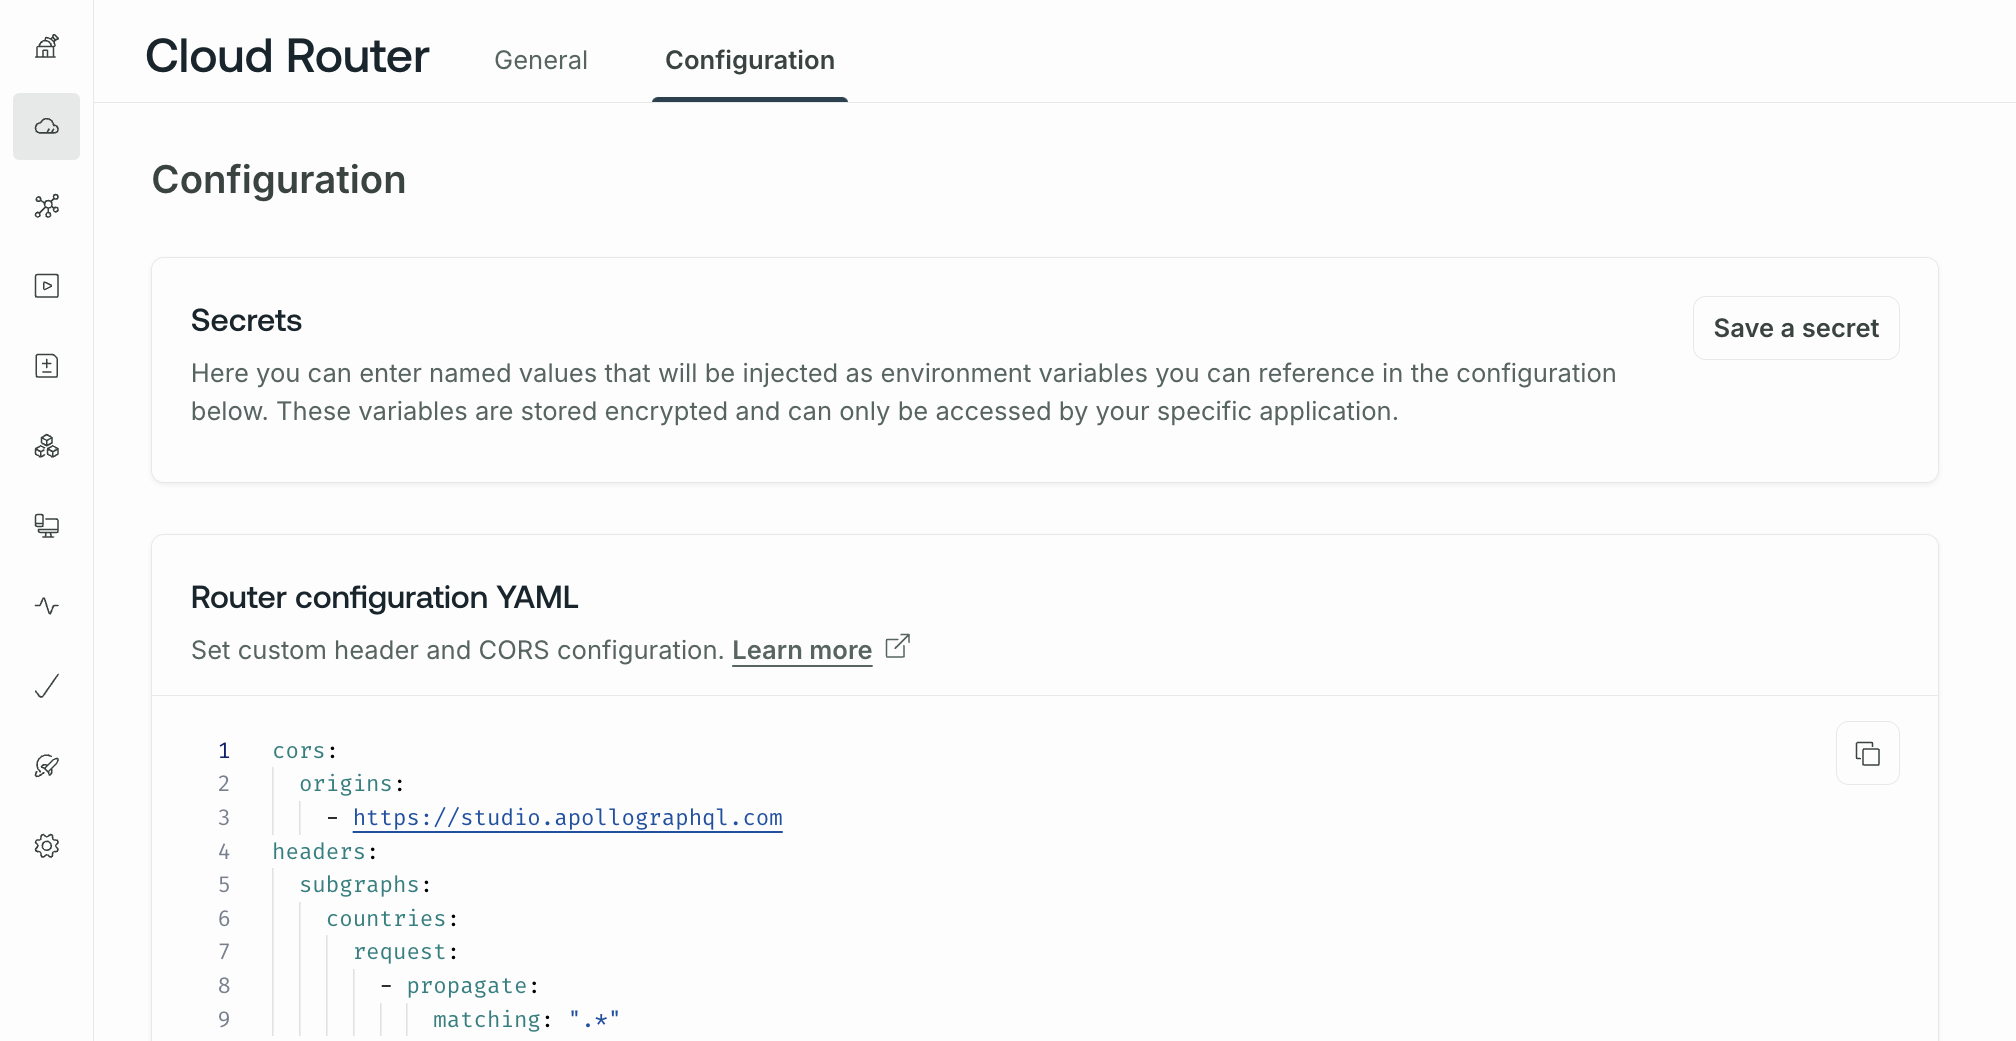 Cloud Router
General
Configuration
Configuration
Secrets
Save a secret
Here you can enter named values that will be injected as environment variables you can reference in the configuration
below. These variables are stored encrypted and can only be accessed by your specific application.
Router configuration YAML
Set custom header and CORS configuration. Learn more
1 cors:
2   origins:
3     - https://studio.apollographql.com
4 headers:
5   subgraphs:
6     countries:
7       request:
8         - propagate:
9             matching: ".*"